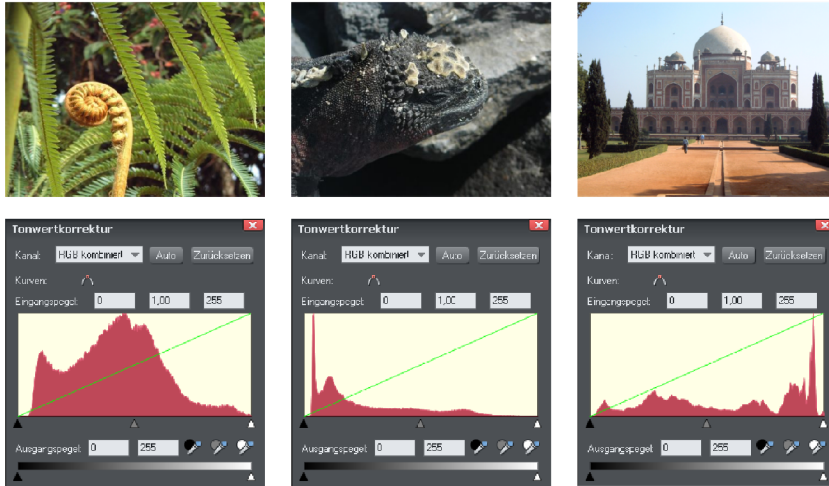 Tonwertkorrektur
Kanal: RGB kombiniert Auto Zurücksetzen
Kurven:
Eingangspegel: 0 1,00 255
Ausgangspegel: 0 255
Tonwertkorrektur
Kanal: RGB kombiniert Auto Zurücksetzen
Kurven:
Eingangspegel: 0 1,00 255
Ausgangspegel: 0 255
Tonwertkorrektur
Kanal: RGB kombiniert Auto Zurücksetzen
Kurven:
Eingangspegel: 0 1,00 255
Ausgangspegel: 0 255